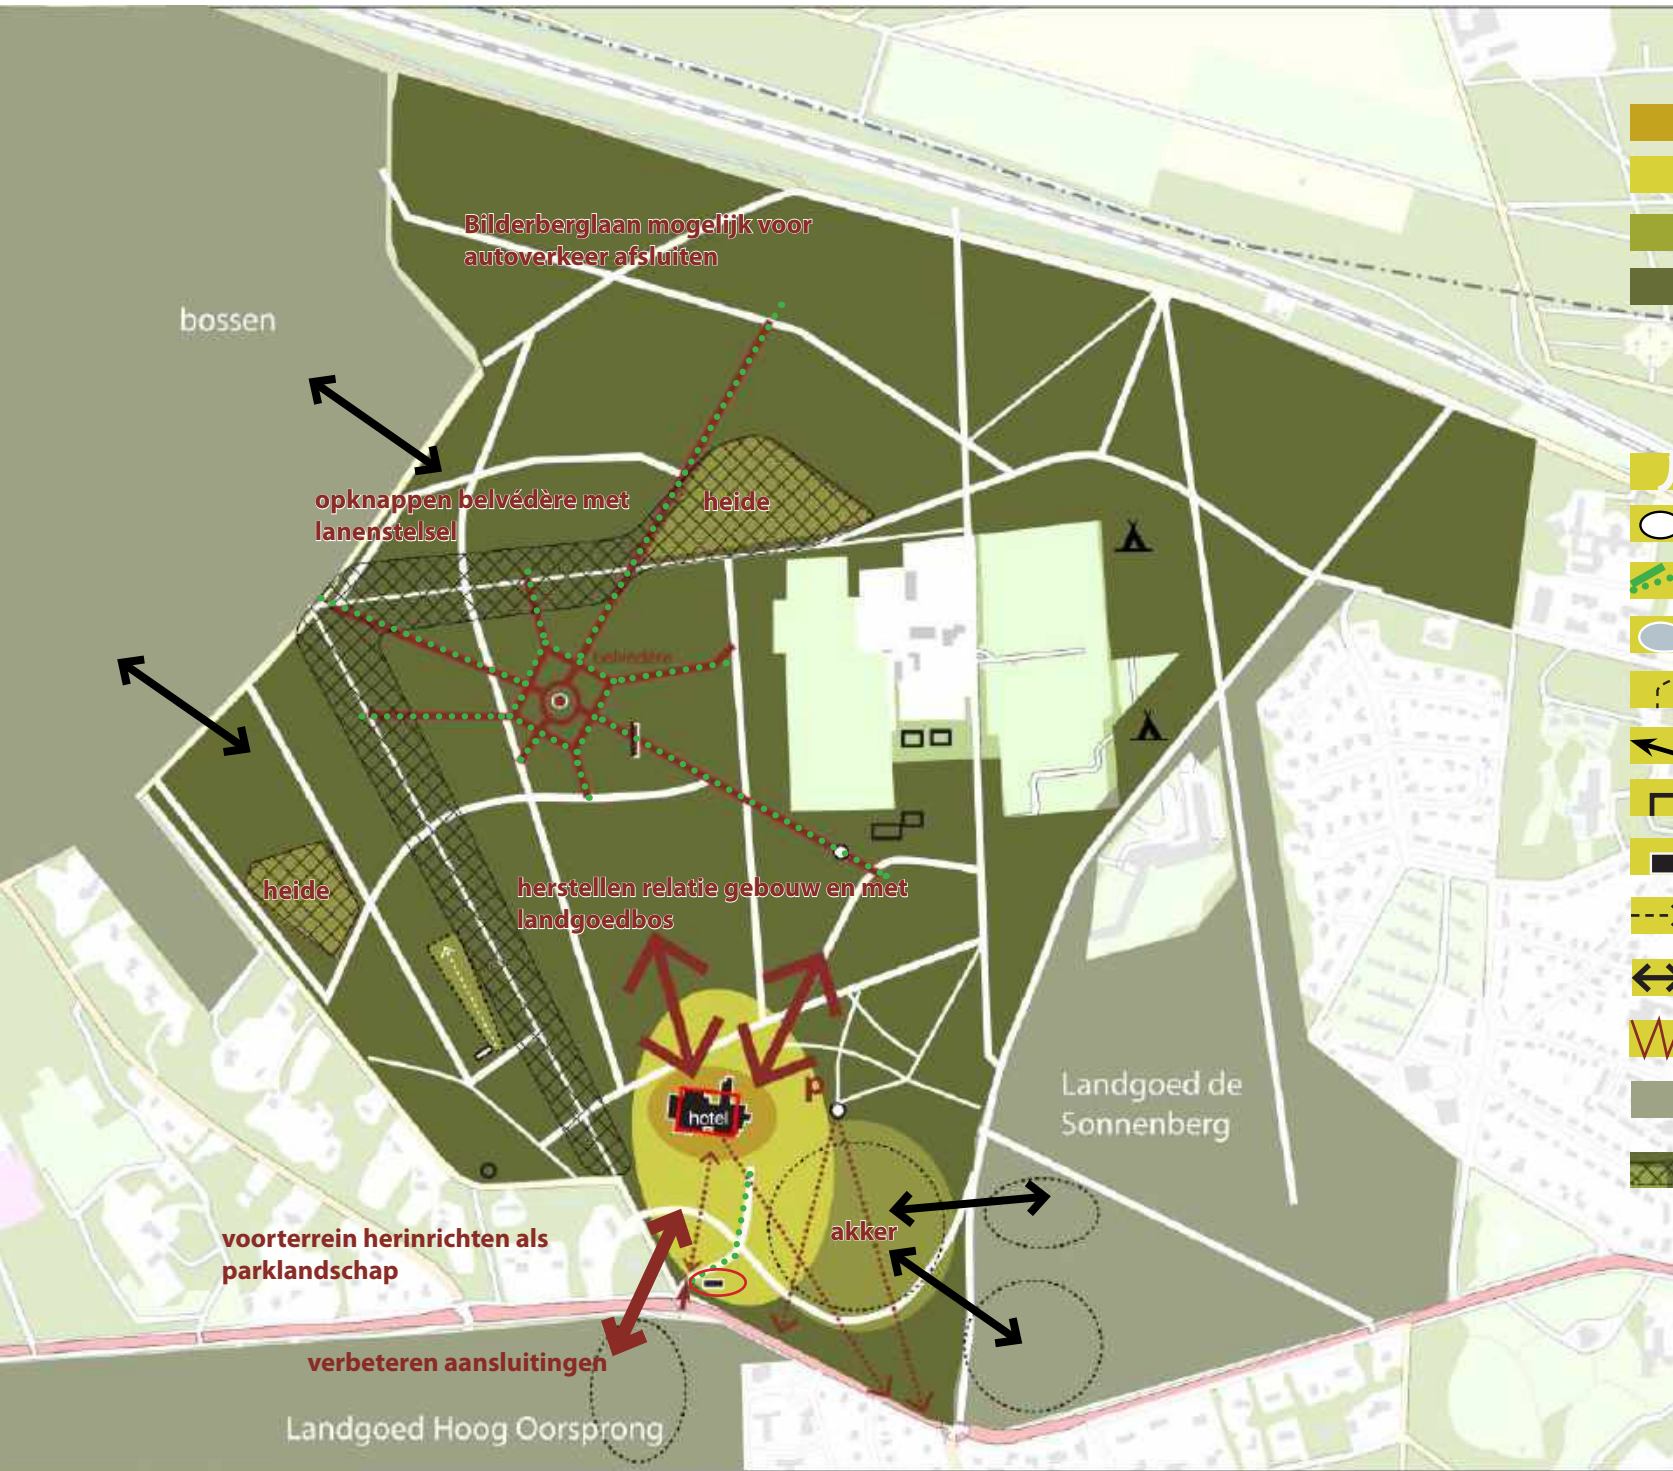 Bilderberglaan mogelijk voor
autoverkeer afsluiten
bossen
opknappen belvédère met
lanenstelsel
heide
belvédère
heide
herstellen relatie gebouw en met
landgoedbos
p
hotel
Landgoed de
Sonnenberg
akker
voorterrein herinrichten als
parklandschap
verbeteren aansluitingen
Landgoed Hoog Oorsprong